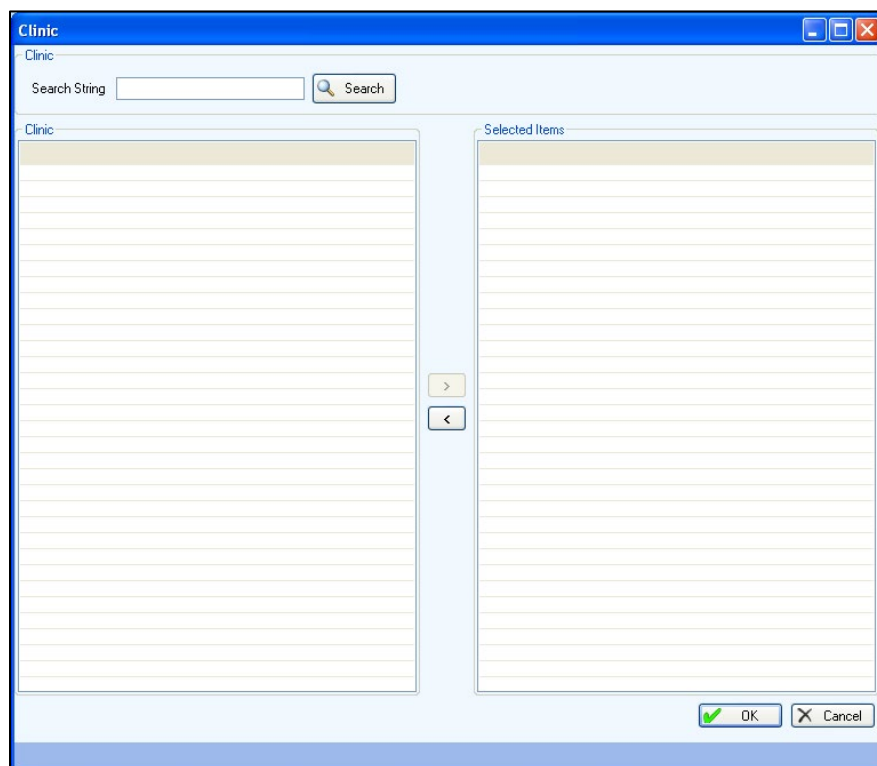 Clinic
Clinic
Search String Search
Clinic Selected Items
>
<
OK Cancel